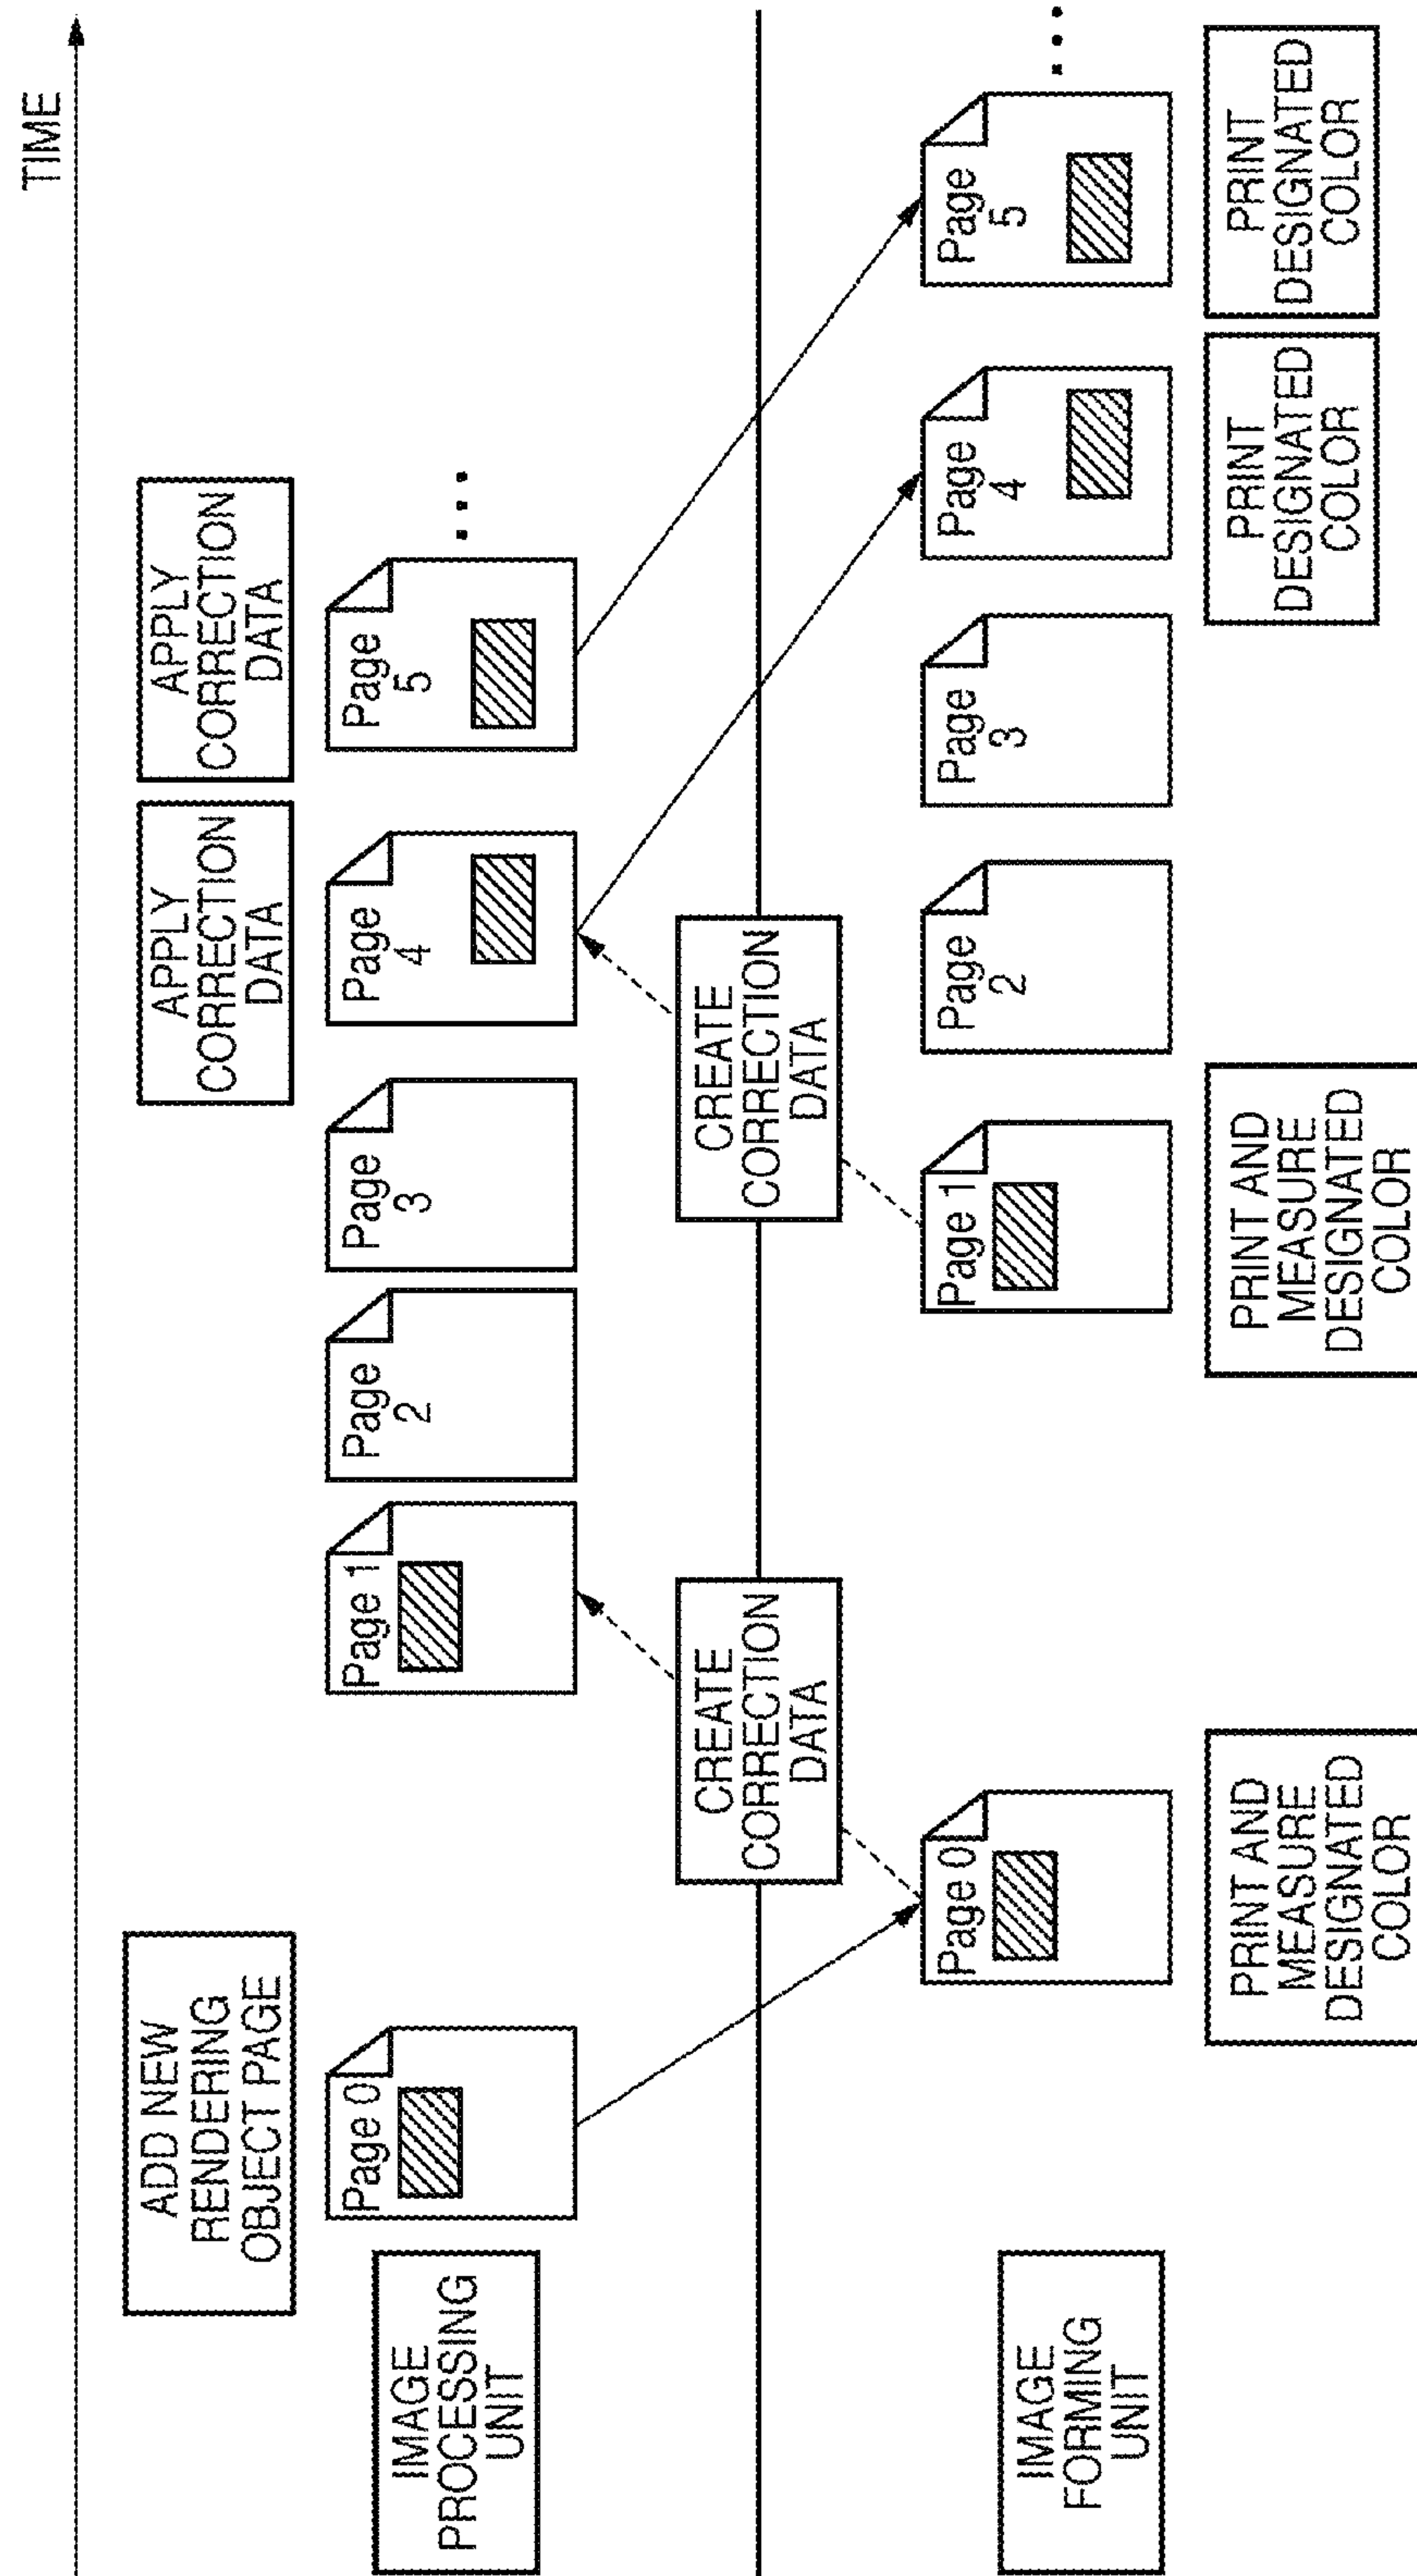 TIME
ADD NEW
RENDERING
OBJECT PAGE
APPLY
CORRECTION
DATA
APPLY
CORRECTION
DATA
IMAGE
PROCESSING
UNIT
Page 0
Page 1
Page
2
Page
3
Page
4
Page
5
CREATE
CORRECTION
DATA
CREATE
CORRECTION
DATA
IMAGE
FORMING
UNIT
Page 0
Page 1
Page
2
Page
3
Page
4
Page
5
PRINT AND
MEASURE
DESIGNATED
COLOR
PRINT AND
MEASURE
DESIGNATED
COLOR
PRINT
DESIGNATED
COLOR
PRINT
DESIGNATED
COLOR